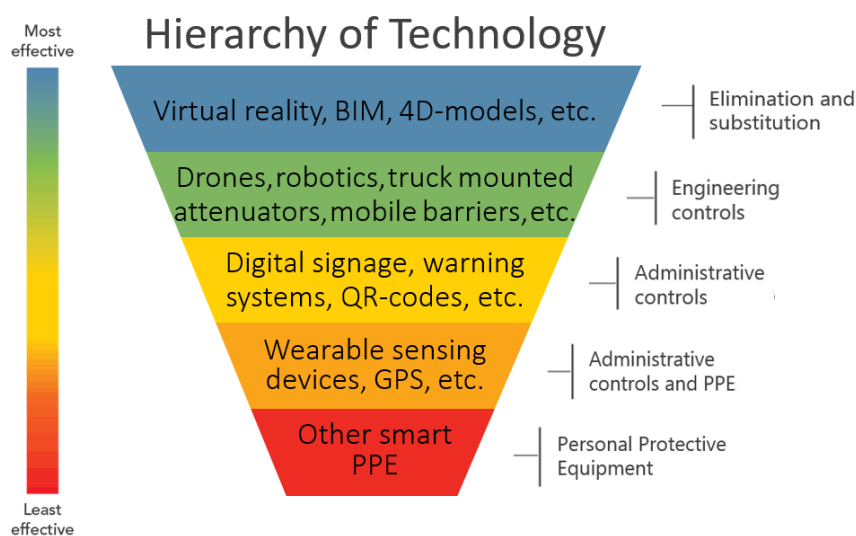 Hierarchy of Technology
Most
effective
Virtual reality, BIM, 4D-models, etc.
Elimination and
substitution
Drones, robotics, truck mounted
attenuators, mobile barriers, etc.
Engineering
controls
Digital signage, warning
systems, QR-codes, etc.
Administrative
controls
Wearable sensing
devices, GPS, etc.
Administrative
controls and PPE
Other smart
PPE
Personal Protective
Equipment
Least
effective